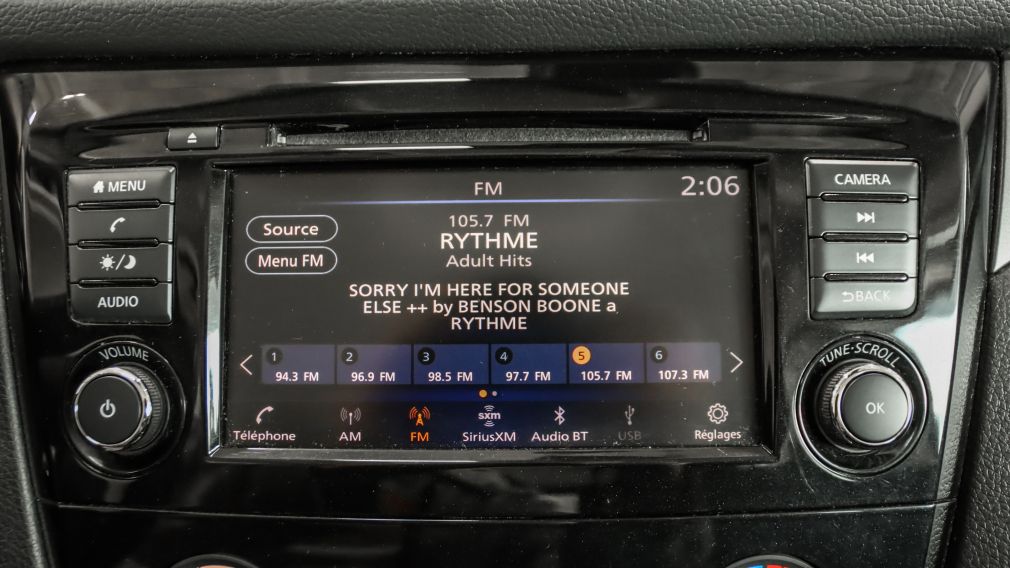 MENU
AUDIO
VOLUME
FM
2:06
Source
Menu FM
105.7 FM
RYTHME
Adult Hits
SORRY I'M HERE FOR SOMEONE
ELSE ++ by BENSON BOONE a
RYTHME
1 2 3 4 5 6
94.3 FM 96.9 FM 98.5 FM 97.7 FM 105.7 FM 107.3 FM
sxm
Téléphone AM FM SiriusXM Audio BT USB Réglages
CAMERA
BACK
TUNE·SCROLL
OK